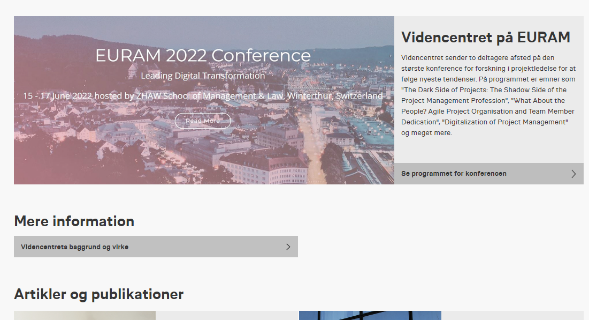 EURAM 2022 Conference
Leading Digital Transformation
15 - 17 June 2022 hosted by ZHAW School of Management & Law, Winterthur, Switzerland
Read More
Videncentret på EURAM
Videncentret sender to deltagere afsted på den
største konference for forskning i projektledelse for at
følge nyeste tendenser. På programmet er emner som
"The Dark Side of Projects: The Shadow Side of the
Project Management Profession", "What About the
People? Agile Project Organisation and Team Member
Dedication", "Digitalization of Project Management"
og meget mere.
Se programmet for konferencen
Mere information
Videncentrets baggrund og virke
Artikler og publikationer